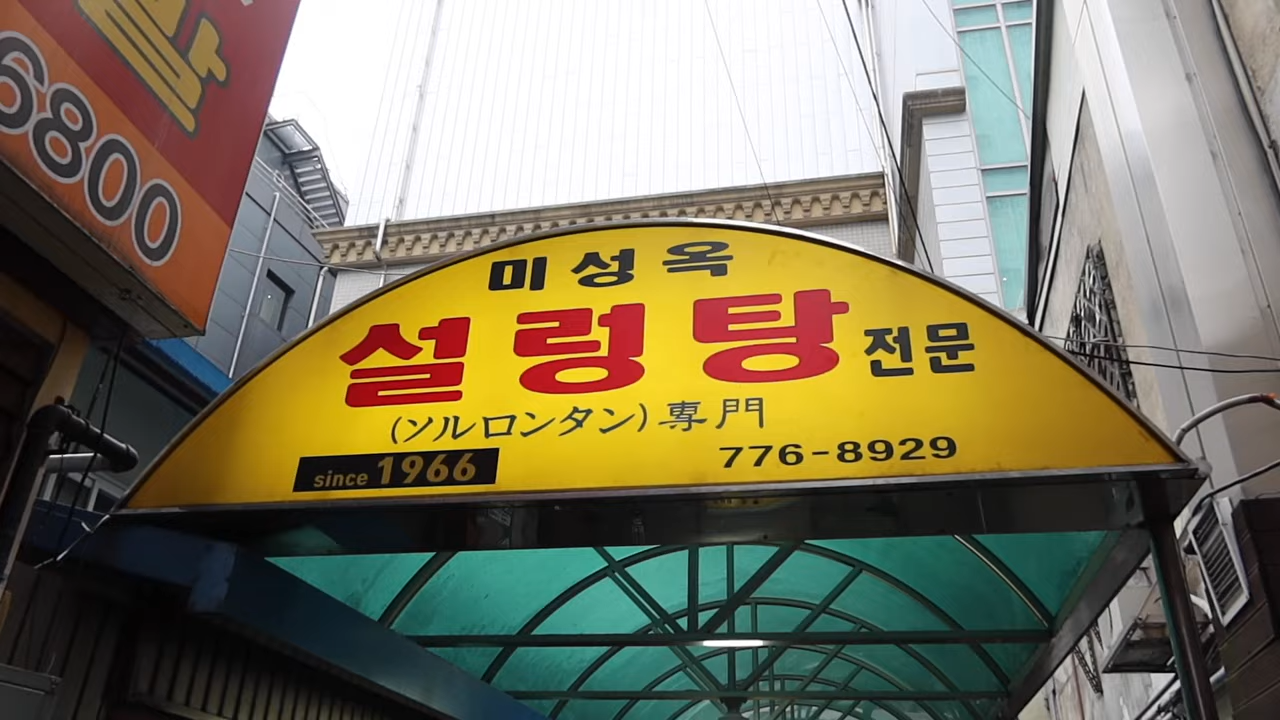 6800
미성옥
설렁탕 전문
(ソルロンタン) 専門
since 1966
776-8929